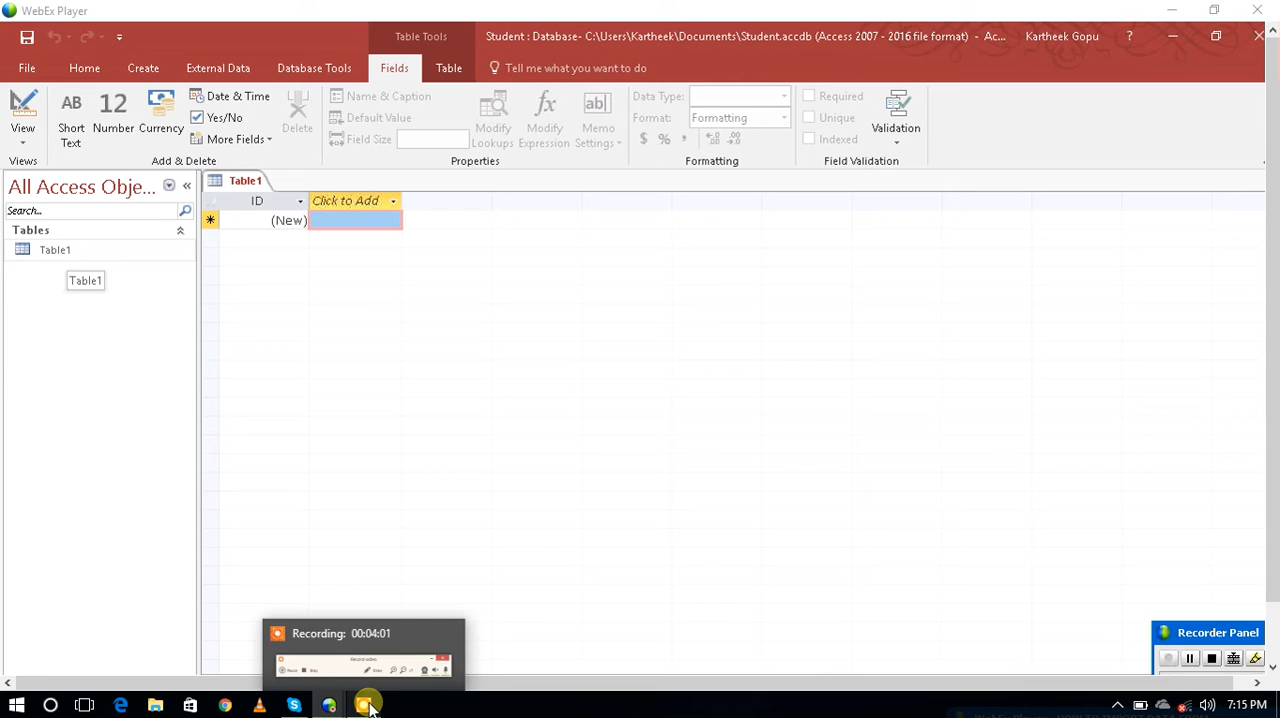 WebEx Player
Table Tools
Student : Database- C:\Users\Kartheek\Documents\Student.accdb (Access 2007 - 2016 file format) - Ac...
Kartheek Gopu
?
File Home Create External Data Database Tools Fields Table Tell me what you want to do
View
Views
AB
Short
Text
12
Number
Currency
Date & Time
Yes/No
More Fields
Delete
Add & Delete
Name & Caption
Default Value
Field Size
Modify
Lookups
fx
Modify
Expression
ab
Memo
Settings
Properties
Data Type:
Format: Formatting
$ % ,
Formatting
Required
Unique
Indexed
Validation
Field Validation
All Access Obje...
Search...
Tables
Table1
Table1
Table1
ID Click to Add
(New)
Recording: 00:04:01
Recorder Panel
7:15 PM